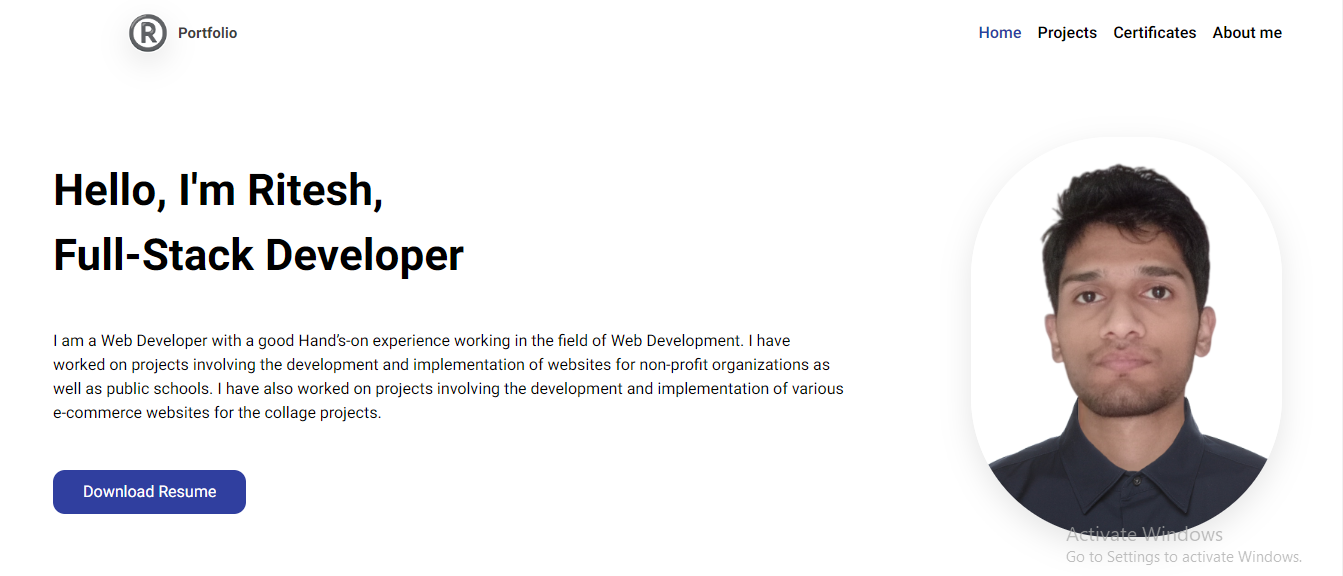 ® Portfolio
Home Projects Certificates About me
Hello, I'm Ritesh,
Full-Stack Developer
I am a Web Developer with a good Hand's-on experience working in the field of Web Development. I have
worked on projects involving the development and implementation of websites for non-profit organizations as
well as public schools. I have also worked on projects involving the development and implementation of various
e-commerce websites for the collage projects.
Download Resume
Activate Windows
Go to Settings to activate Windows.